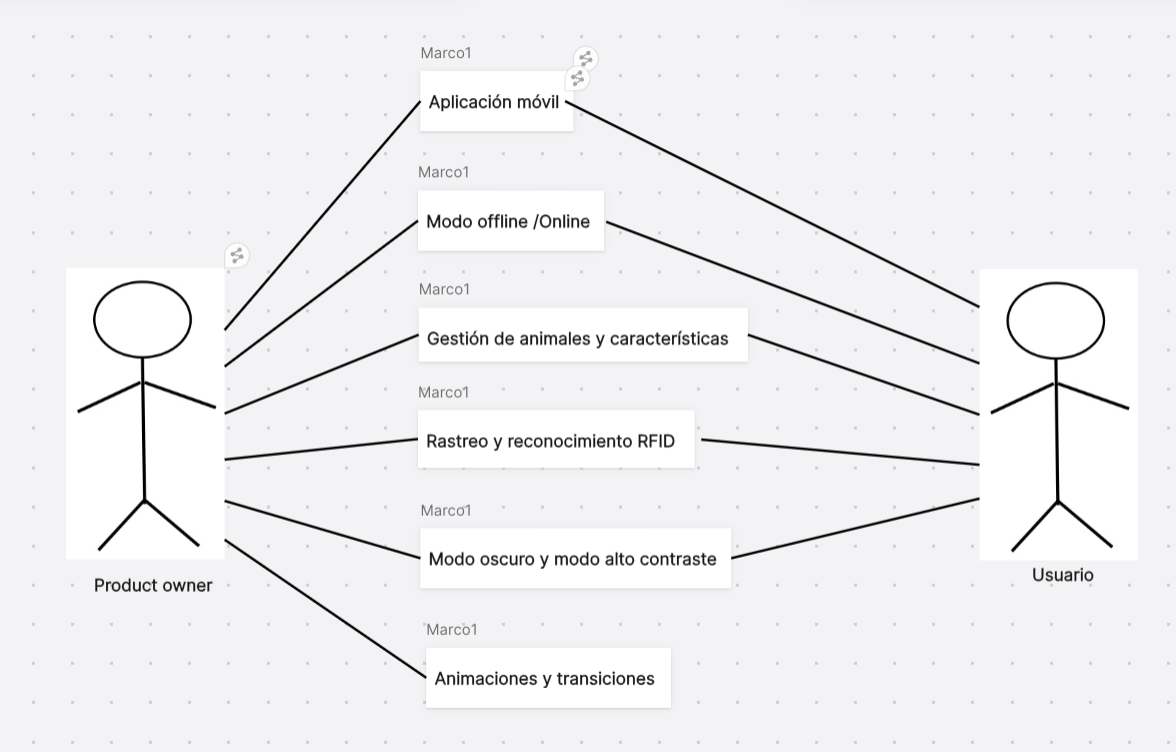 Marco1
Aplicación móvil
Marco1
Modo offline /Online
Marco1
Gestión de animales y características
Marco1
Rastreo y reconocimiento RFID
Marco1
Modo oscuro y modo alto contraste
Marco1
Animaciones y transiciones
Product owner
Usuario